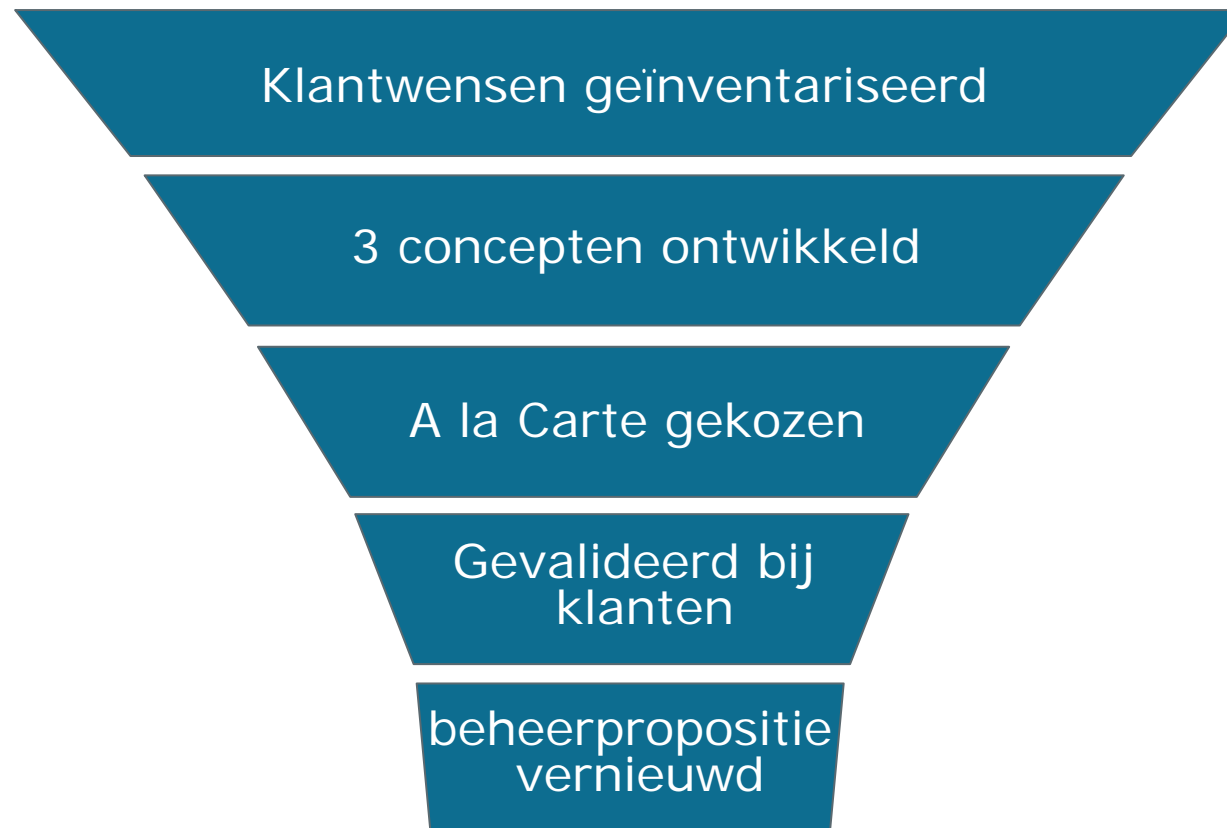 Klantwensen geïnventariseerd
3 concepten ontwikkeld
A la Carte gekozen
Gevalideerd bij
klanten
beheerpropositie
vernieuwd